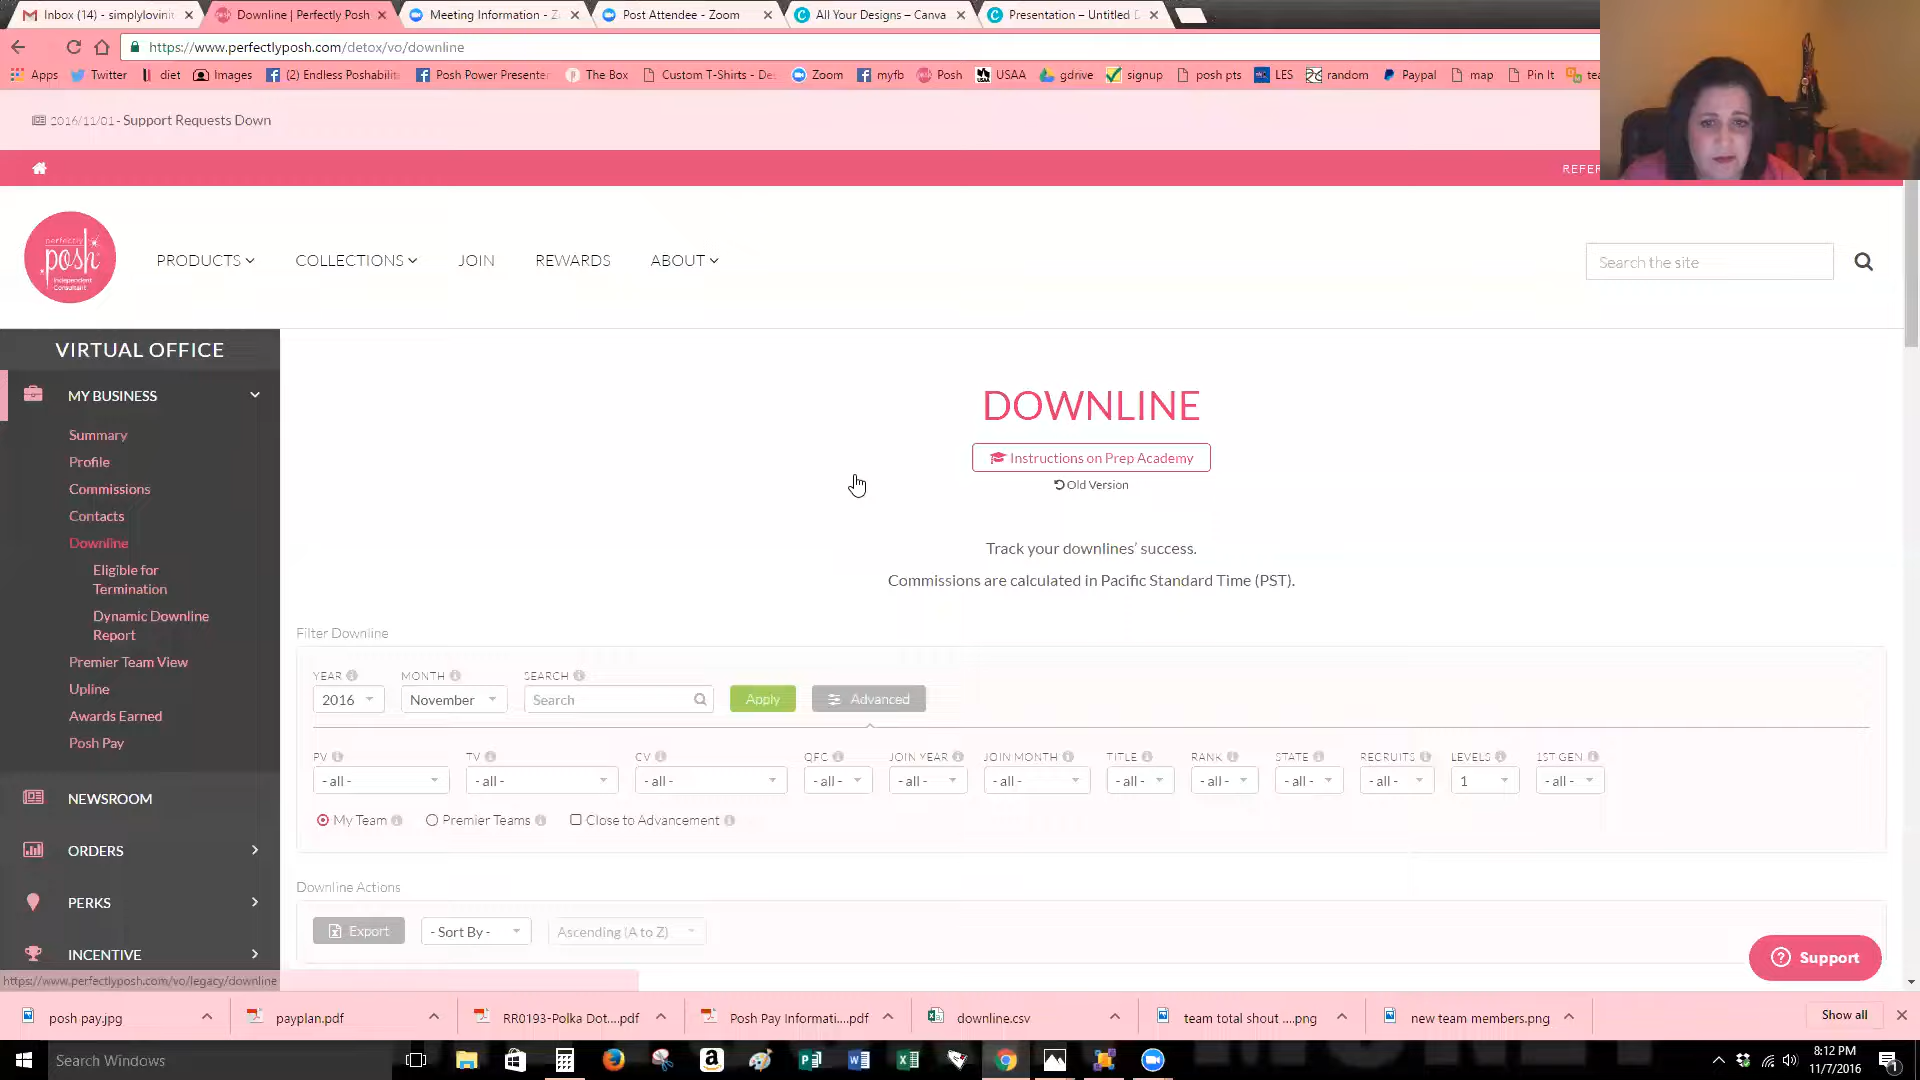 Inbox (14) - simplylovini
Downline | Perfectly Posh
Meeting Information - Z
Post Attendee - Zoom
All Your Designs – Canva
Presentation – Untitled D
https://www.perfectlyposh.com/detox/vo/downline
Apps
Twitter
diet
Images
(2) Endless Poshabilit
Posh Power Presenter
The Box
Custom T-Shirts - De
Zoom
myfb
Posh
USAA
gdrive
signup
posh pts
LES
random
Paypal
map
Pin It
tea
2016/11/01 - Support Requests Down
REFER
perfectly
posh
Independent
Consultant
PRODUCTS
COLLECTIONS
JOIN
REWARDS
ABOUT
Search the site
VIRTUAL OFFICE
MY BUSINESS
Summary
Profile
Commissions
Contacts
Downline
Eligible for
Termination
Dynamic Downline
Report
Premier Team View
Upline
Awards Earned
Posh Pay
NEWSROOM
ORDERS
PERKS
INCENTIVE
DOWNLINE
Instructions on Prep Academy
Old Version
Track your downlines' success.
Commissions are calculated in Pacific Standard Time (PST).
Filter Downline
YEAR MONTH SEARCH
2016 November Search Apply Advanced
PV TV CV QFC JOIN YEAR JOIN MONTH TITLE RANK STATE RECRUITS LEVELS 1ST GEN
- all - - all - - all - - all - - all - - all - - all - - all - - all - - all - 1 - all -
My Team Premier Teams Close to Advancement
Downline Actions
Export - Sort By - Ascending (A to Z)
Support
https://www.perfectlyposh.com/vo/legacy/downline
posh pay.jpg
payplan.pdf
RR0193-Polka Dot....pdf
Posh Pay Informati....pdf
downline.csv
team total shout ....png
new team members.png
Show all
Search Windows
8:12 PM
11/7/2016